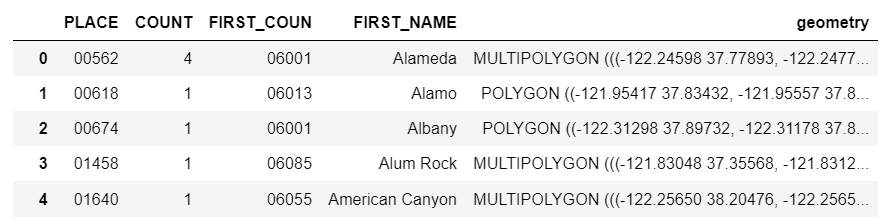 PLACE COUNT FIRST_COUN FIRST_NAME geometry
0 00562 4 06001 Alameda MULTIPOLYGON (((-122.24598 37.77893, -122.2477...
1 00618 1 06013 Alamo POLYGON ((-121.95417 37.83432, -121.95557 37.8...
2 00674 1 06001 Albany POLYGON ((-122.31298 37.89732, -122.31178 37.8...
3 01458 1 06085 Alum Rock MULTIPOLYGON (((-121.83048 37.35568, -121.8312...
4 01640 1 06055 American Canyon MULTIPOLYGON (((-122.25650 38.20476, -122.2565...